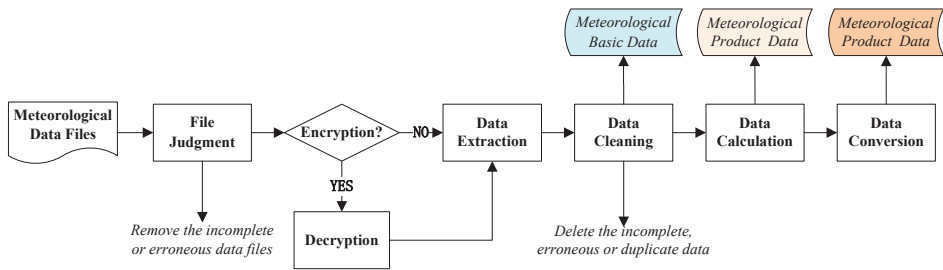 Meteorological
Basic Data
Meteorological
Product Data
Meteorological
Product Data
Meteorological
Data Files
File
Judgment
Encryption?
NO
Data
Extraction
Data
Cleaning
Data
Calculation
Data
Conversion
YES
Decryption
Remove the incomplete
or erroneous data files
Delete the incomplete,
erroneous or duplicate data